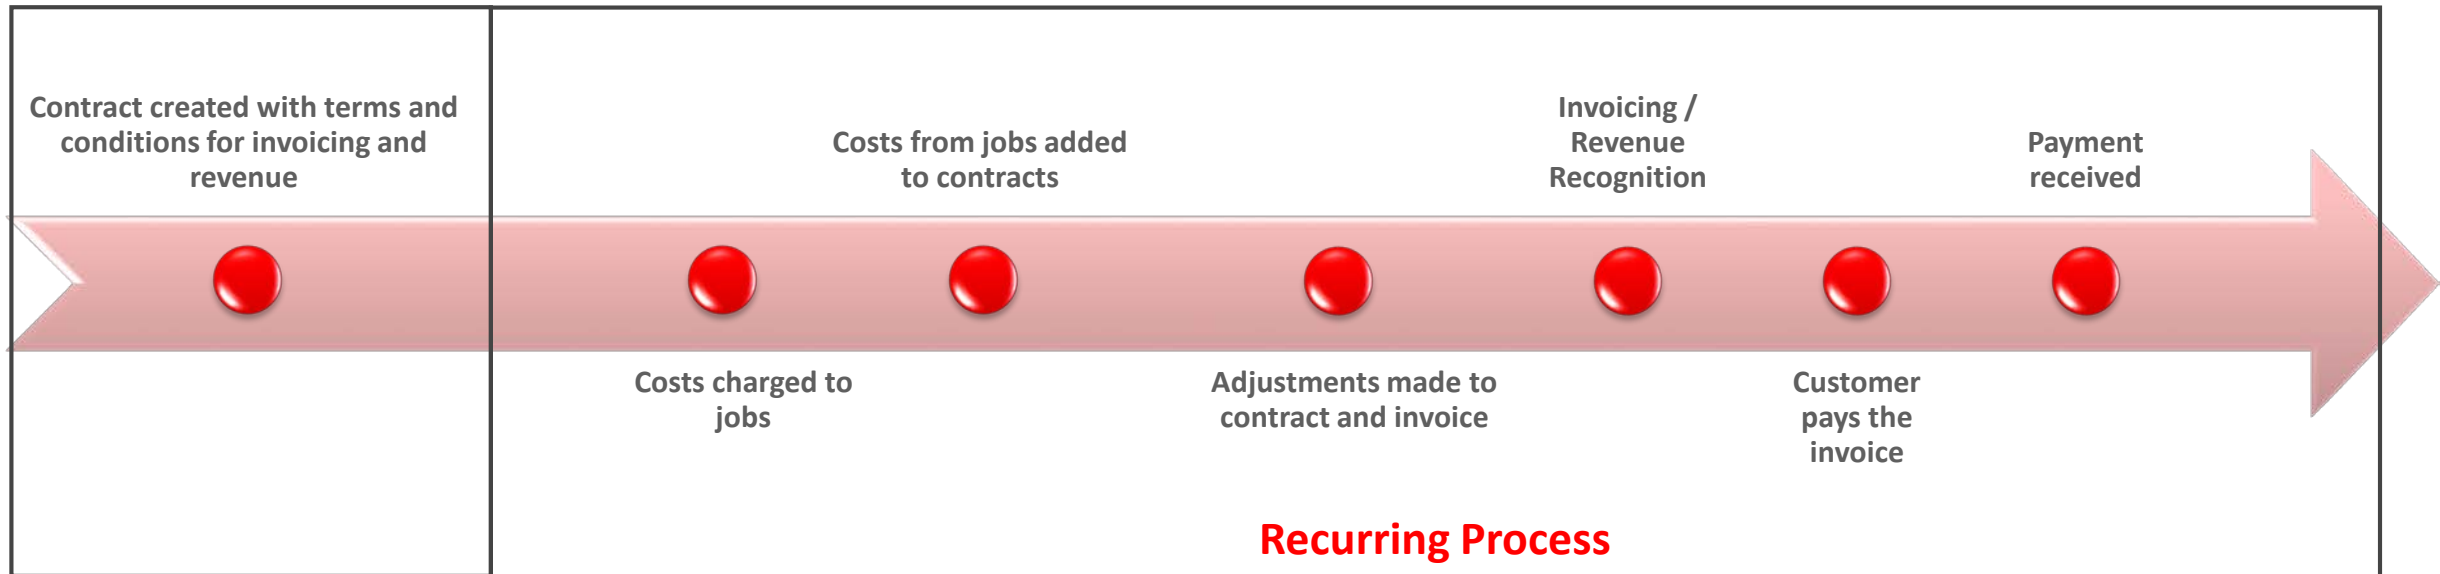 Contract created with terms and
conditions for invoicing and
revenue
Costs charged to
jobs
Costs from jobs added
to contracts
Adjustments made to
contract and invoice
Invoicing /
Revenue
Recognition
Customer
pays the
invoice
Payment
received
Recurring Process